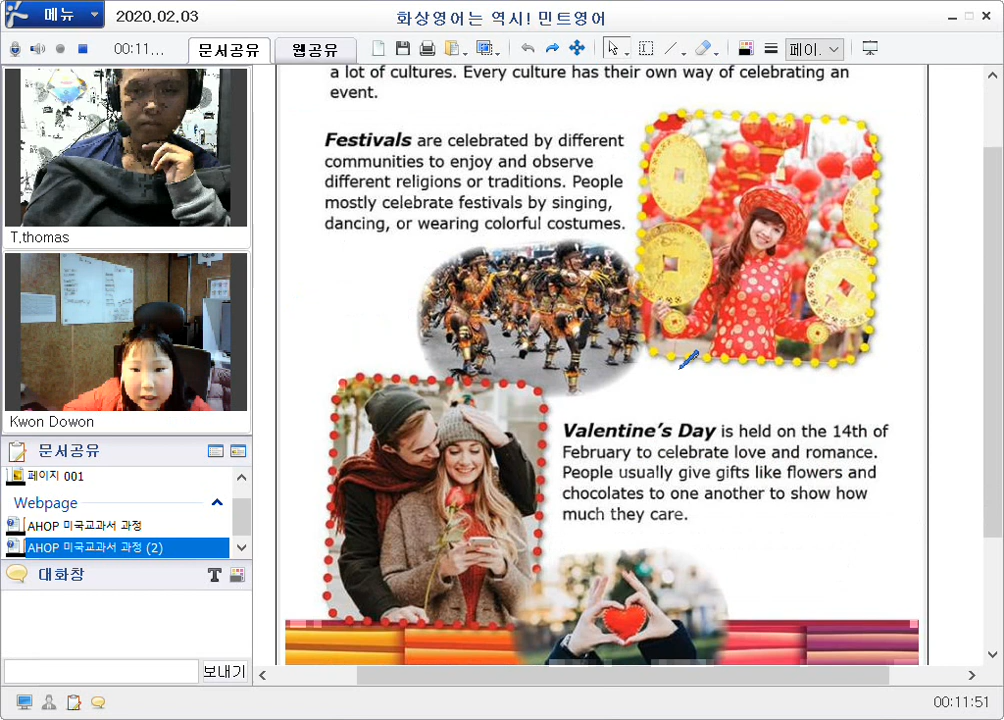 메뉴
2020.02.03
화상영어는 역시! 민트영어
00:11...
문서공유
웹공유
페이.
a lot of cultures. Every culture has their own way of celebrating an
event.
Festivals are celebrated by different
communities to enjoy and observe
different religions or traditions. People
mostly celebrate festivals by singing,
dancing, or wearing colorful costumes.
T.thomas
Kwon Dowon
Valentine's Day is held on the 14th of
February to celebrate love and romance.
People usually give gifts like flowers and
chocolates to one another to show how
much they care.
문서공유
페이지 001
Webpage
AHOP 미국교과서 과정
AHOP 미국교과서 과정 (2)
대화창
T
보내기
00:11:51